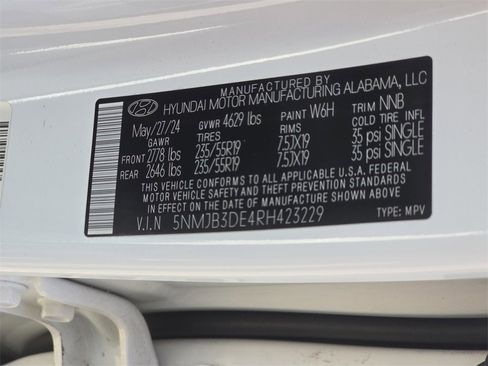 MANUFACTURED BY
HYUNDAI MOTOR MANUFACTURING ALABAMA, LLC
May/27/24 GVWR 4629 lbs PAINT W6H TRIM NNB
GAWR TIRES RIMS COLD TIRE INFL
FRONT 2778 lbs 235/55R19 7.5JX19 35 psi SINGLE
REAR 2646 lbs 235/55R19 7.5JX19 35 psi SINGLE
THIS VEHICLE CONFORMS TO ALL APPLICABLE U.S.A. FEDERAL
MOTOR VEHICLE SAFETY AND THEFT PREVENTION STANDARDS
IN EFFECT ON THE DATE OF MANUFACTURE SHOWN ABOVE.
V.I.N 5NMJB3DE4RH423229 TYPE: MPV